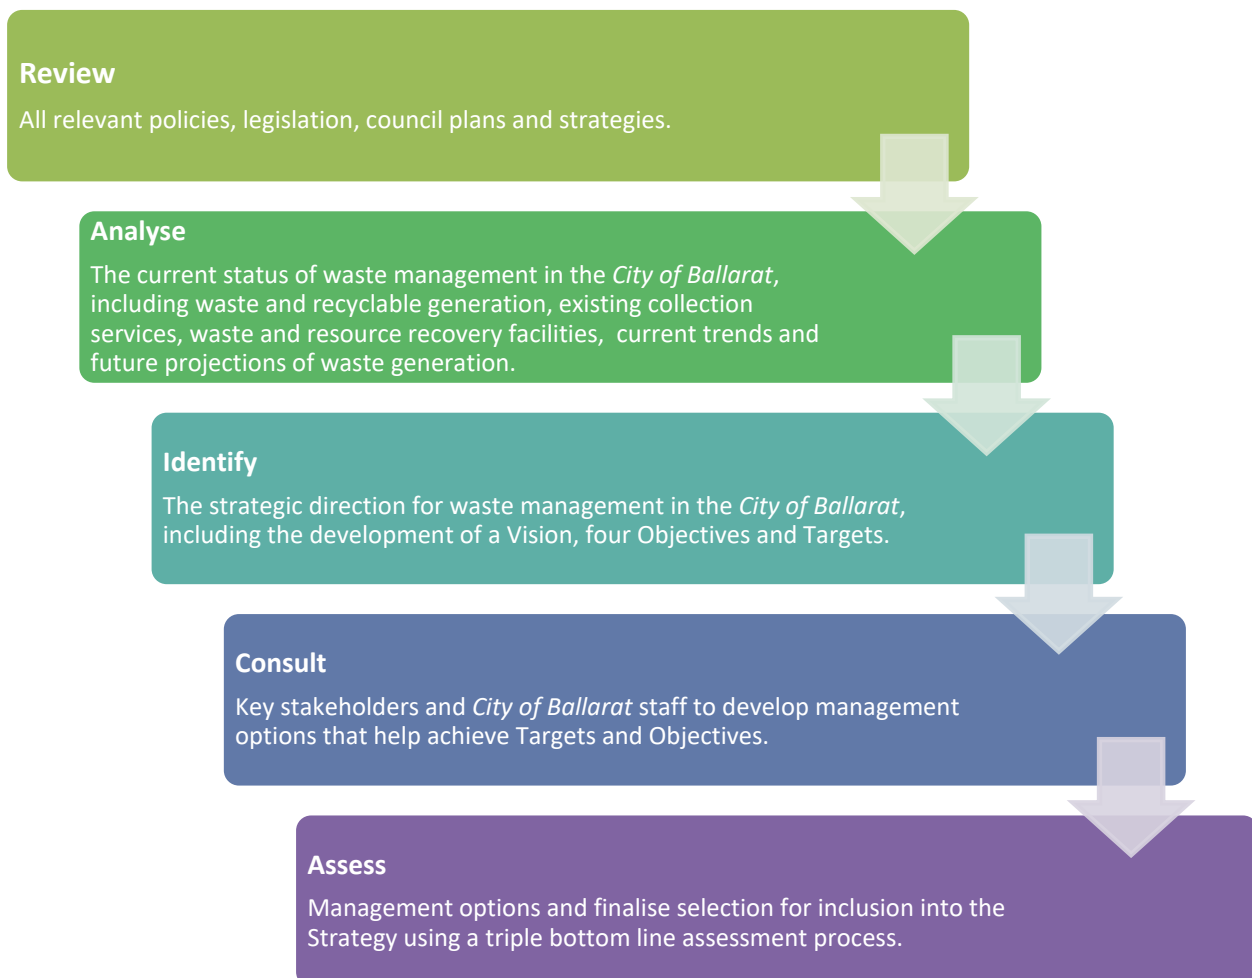 Review
All relevant policies, legislation, council plans and strategies.
Analyse
The current status of waste management in the City of Ballarat,
including waste and recyclable generation, existing collection
services, waste and resource recovery facilities,  current trends and
future projections of waste generation.
Identify
The strategic direction for waste management in the City of Ballarat,
including the development of a Vision, four Objectives and Targets.
Consult
Key stakeholders and City of Ballarat staff to develop management
options that help achieve Targets and Objectives.
Assess
Management options and finalise selection for inclusion into the
Strategy using a triple bottom line assessment process.